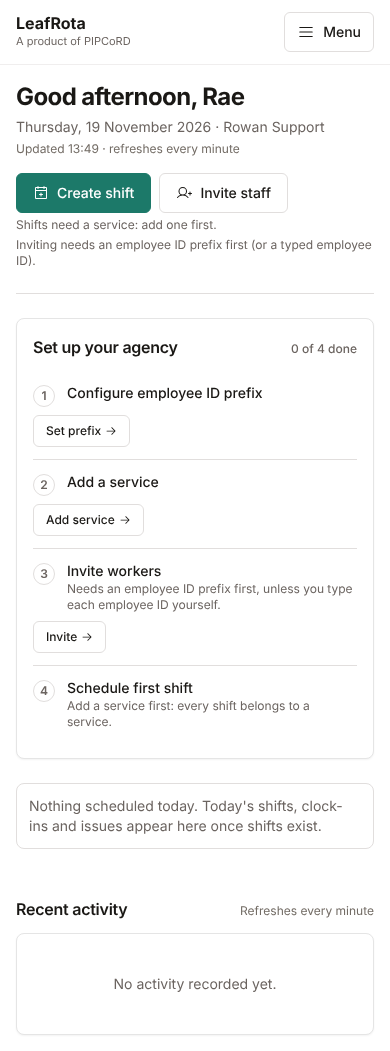 LeafRota
A product of PIPCoRD
Menu
Good afternoon, Rae
Thursday, 19 November 2026 · Rowan Support
Updated 13:49 · refreshes every minute
Create shift
Invite staff
Shifts need a service: add one first.
Inviting needs an employee ID prefix first (or a typed employee
ID).
Set up your agency
0 of 4 done
1
Configure employee ID prefix
Set prefix →
2
Add a service
Add service →
3
Invite workers
Needs an employee ID prefix first, unless you type
each employee ID yourself.
Invite →
4
Schedule first shift
Add a service first: every shift belongs to a
service.
Nothing scheduled today. Today's shifts, clock-
ins and issues appear here once shifts exist.
Recent activity
Refreshes every minute
No activity recorded yet.